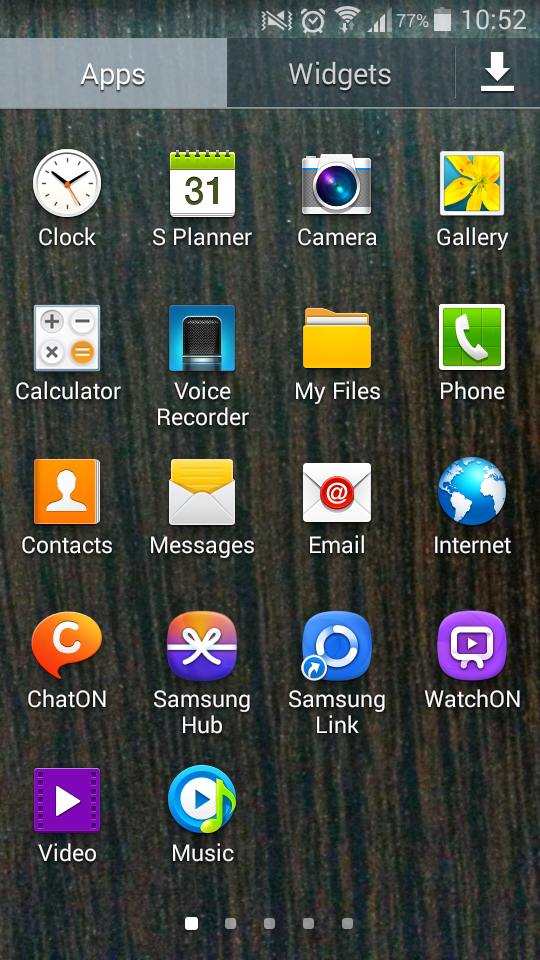 77% 10:52
Apps Widgets
31
Clock S Planner Camera Gallery
Calculator Voice Recorder My Files Phone
@
Contacts Messages Email Internet
C
ChatON Samsung Hub Samsung Link WatchON
Video Music